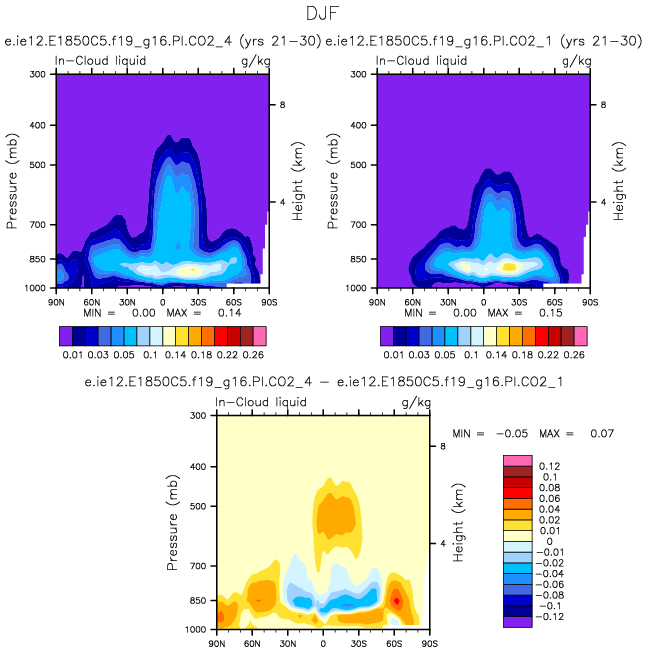 DJF
e.ie12.E1850C5.f19_g16.PI.CO2_4 (yrs 21-30) e.ie12.E1850C5.f19_g16.PI.CO2_1 (yrs 21-30)
In-Cloud liquid g/kg In-Cloud liquid g/kg
300 300
400 8 400 8
500 500
Pressure (mb) Height (km) Pressure (mb) Height (km)
4 4
700 700
850 850
1000 1000
90N 60N 30N 0 30S 60S 90S 90N 60N 30N 0 30S 60S 90S
MIN = 0.00 MAX = 0.14 MIN = 0.00 MAX = 0.15
0.01 0.03 0.05 0.1 0.14 0.18 0.22 0.26 0.01 0.03 0.05 0.1 0.14 0.18 0.22 0.26
e.ie12.E1850C5.f19_g16.PI.CO2_4 - e.ie12.E1850C5.f19_g16.PI.CO2_1
In-Cloud liquid g/kg
300
400
500
700
850
1000
Pressure (mb)
8
4
Height (km)
90N 60N 30N 0 30S 60S 90S
MIN = -0.05 MAX = 0.07
0.12
0.1
0.08
0.06
0.04
0.02
0.01
0
-0.01
-0.02
-0.04
-0.06
-0.08
-0.1
-0.12